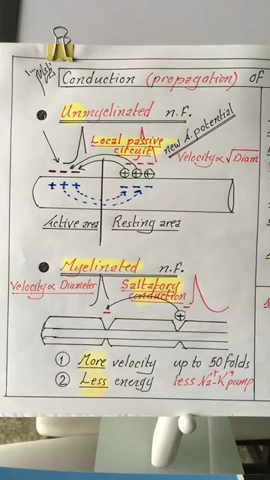 Conduction (propagation) of
Unmyelinated n.f.
Local passive
circuit
new A. potential
Velocity∝√Diam
- - -
- - -
+ + +
+ + +
- - -
Active area
Resting area
Myelinated n.f.
Velocity ∝ Diameter
Saltatory
conduction
-
-
+
① More velocity up to 50 folds
② Less energy less Na⁺-K⁺ pump